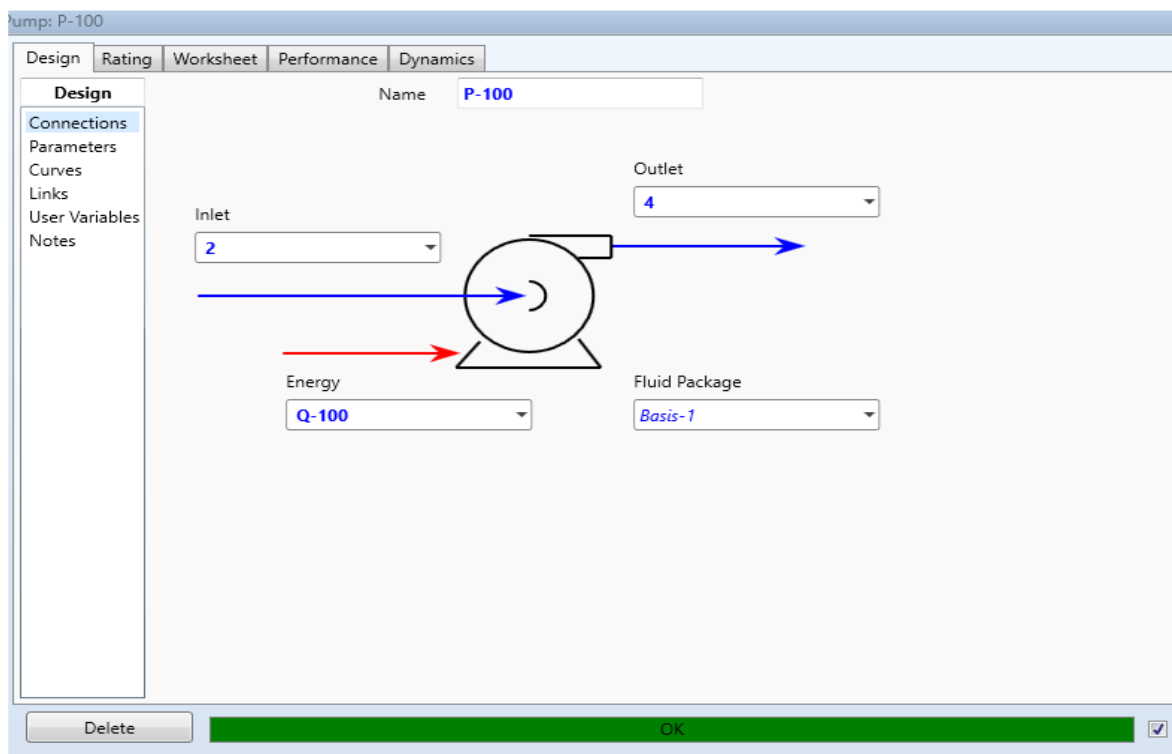 Pump: P-100
Design Rating Worksheet Performance Dynamics
Design
Connections
Parameters
Curves
Links
User Variables
Notes
Name P-100
Outlet
4
Inlet
2
Energy
Q-100
Fluid Package
Basis-1
Delete
OK